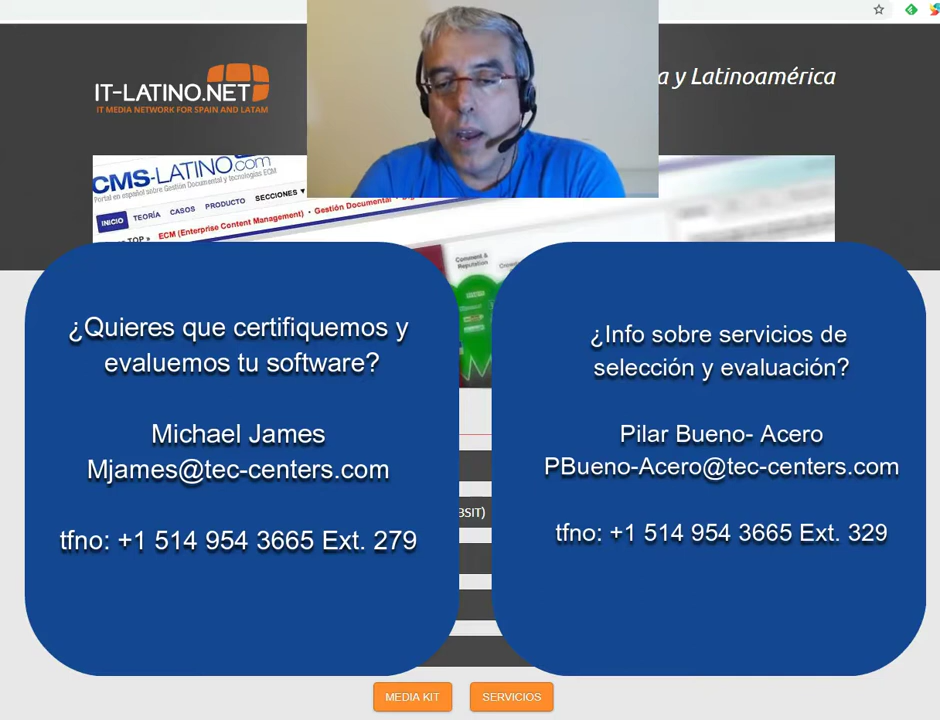 IT-LATINO.NET
IT MEDIA NETWORK FOR SPAIN AND LATAM
a y Latinoamérica
CMS-LATINO.com
Portal en español sobre Gestión Documental y tecnologías ECM
INICIO TEORÍA CASOS PRODUCTO SECCIONES ▼
TOP » ECM (Enterprise Content Management) • Gestión Documental
Comment &
Reputation
¿Quieres que certifiquemos y
evaluemos tu software?
Michael James
Mjames@tec-centers.com
tfno: +1 514 954 3665 Ext. 279
¿Info sobre servicios de
selección y evaluación?
Pilar Bueno- Acero
PBueno-Acero@tec-centers.com
tfno: +1 514 954 3665 Ext. 329
BSIT)
MEDIA KIT
SERVICIOS